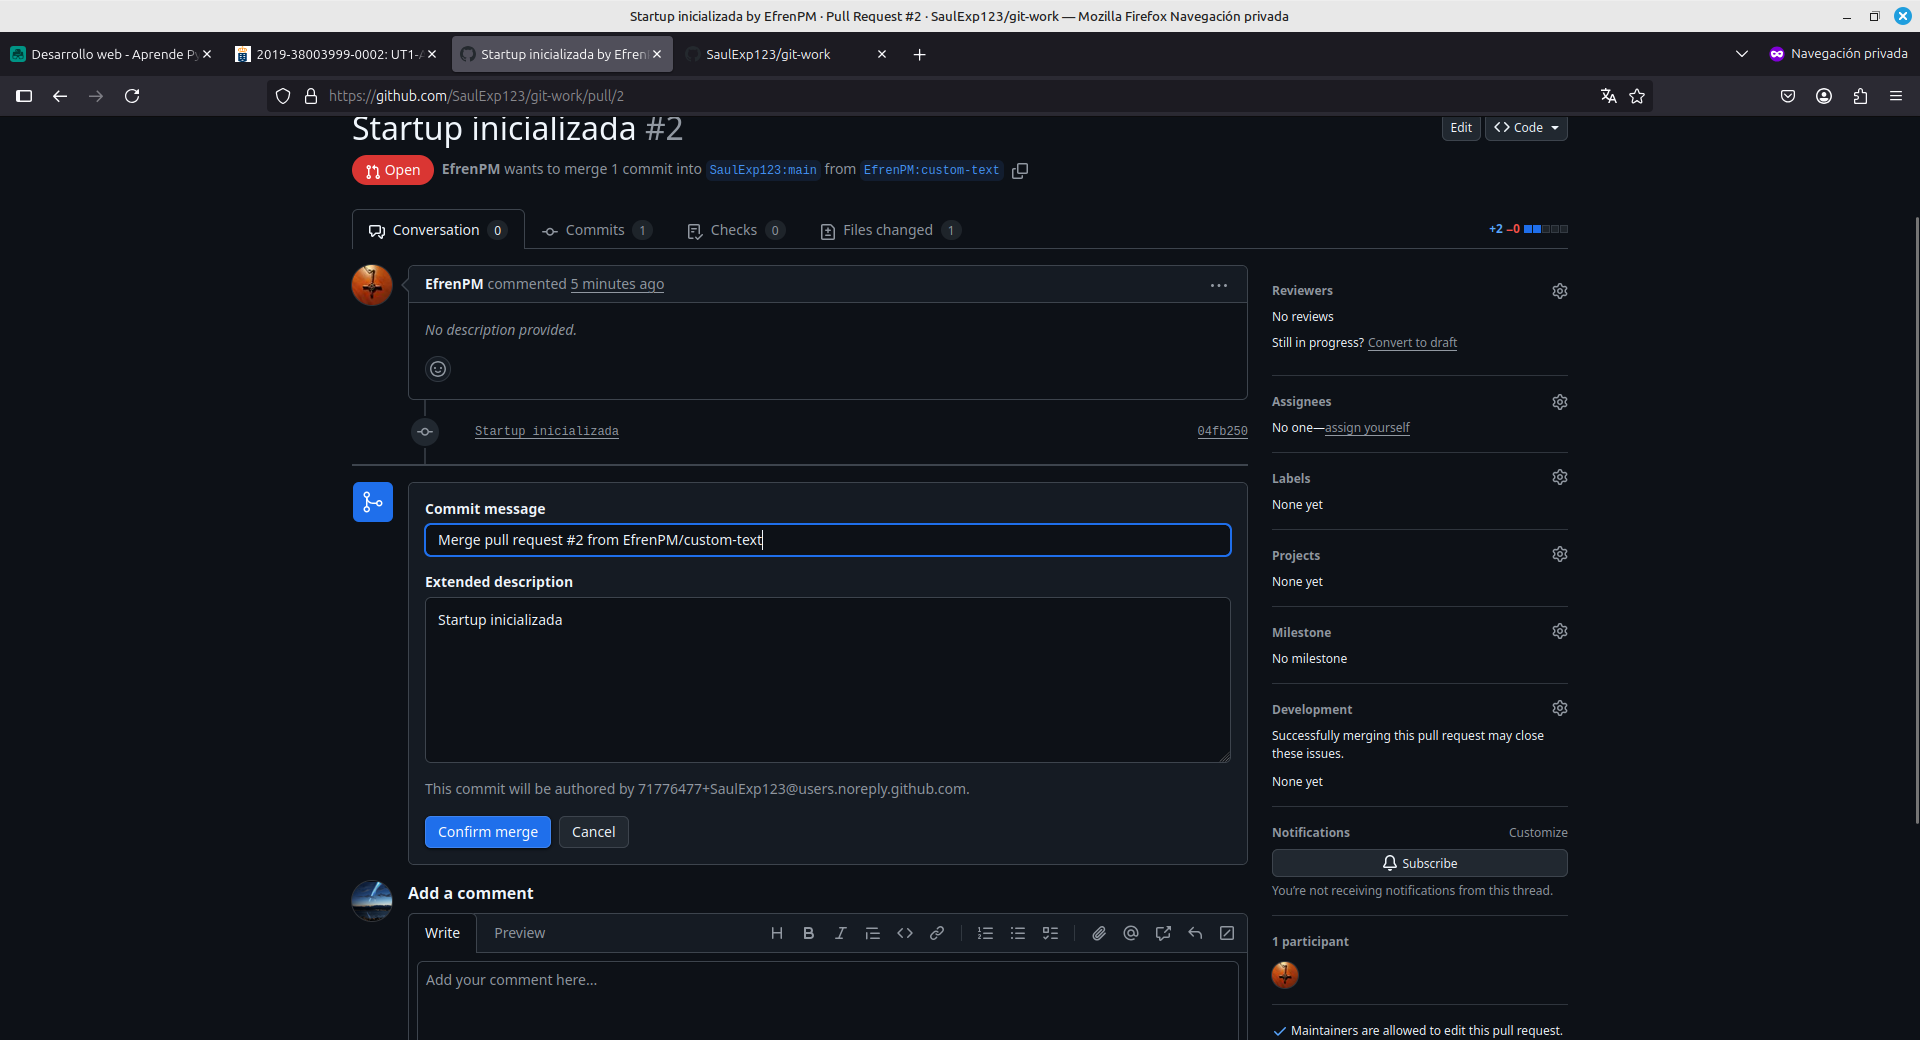 Startup inicializada by EfrenPM · Pull Request #2 · SaulExp123/git-work — Mozilla Firefox Navegación privada
Desarrollo web - Aprende Py
2019-38003999-0002: UT1-A
Startup inicializada by Efren
SaulExp123/git-work
Navegación privada
https://github.com/SaulExp123/git-work/pull/2
Startup inicializada #2
Edit
Code
Open
EfrenPM wants to merge 1 commit into SaulExp123:main from EfrenPM:custom-text
Conversation 0
Commits 1
Checks 0
Files changed 1
+2 −0
EfrenPM commented 5 minutes ago
No description provided.
Startup inicializada
04fb250
Commit message
Merge pull request #2 from EfrenPM/custom-text
Extended description
Startup inicializada
This commit will be authored by 71776477+SaulExp123@users.noreply.github.com.
Confirm merge
Cancel
Add a comment
Write
Preview
Add your comment here...
Reviewers
No reviews
Still in progress? Convert to draft
Assignees
No one—assign yourself
Labels
None yet
Projects
None yet
Milestone
No milestone
Development
Successfully merging this pull request may close
these issues.
None yet
Notifications
Customize
Subscribe
You're not receiving notifications from this thread.
1 participant
Maintainers are allowed to edit this pull request.